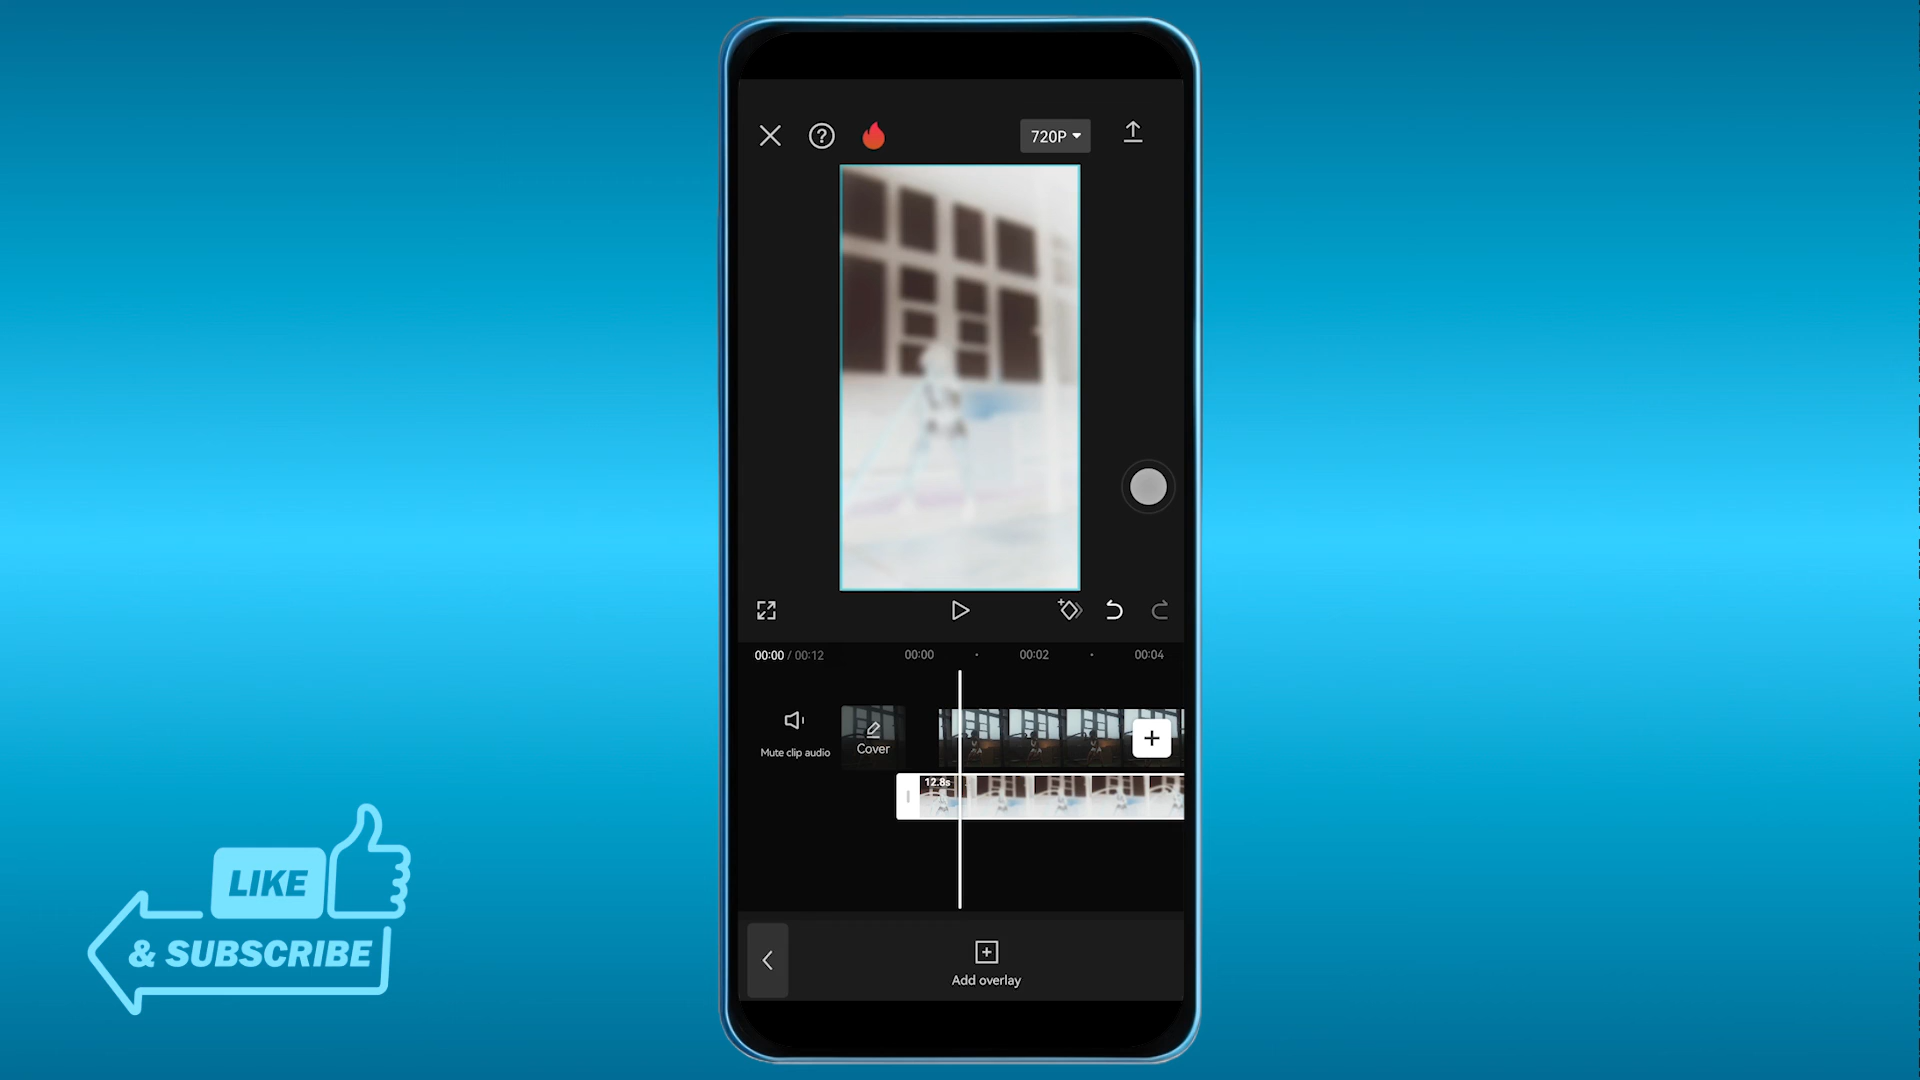 720P
00:00 / 00:12
00:00
00:02
00:04
Mute clip audio
Cover
12.8s
Add overlay
LIKE
& SUBSCRIBE